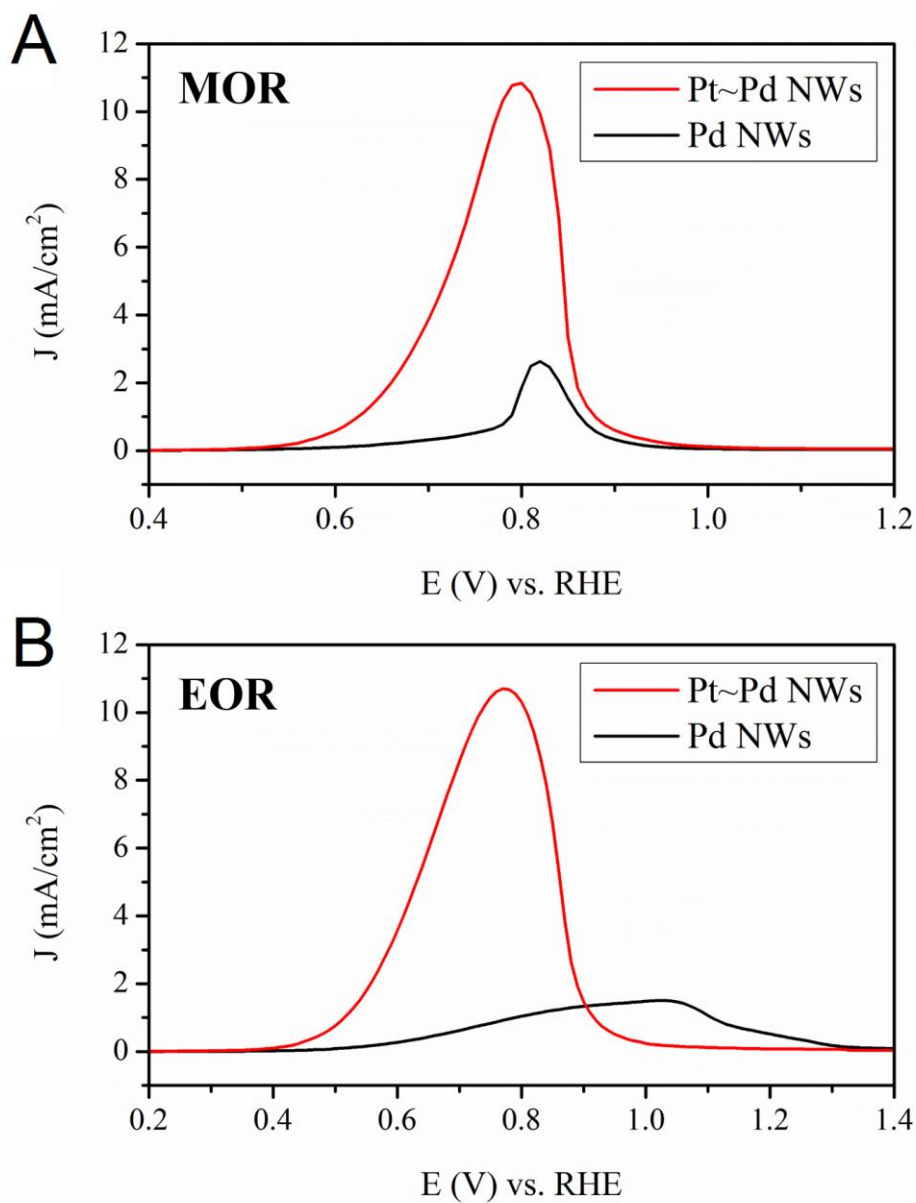 A
12
10
8
6
4
2
0
J (mA/cm²)
MOR
Pt~Pd NWs
Pd NWs
0.4 0.6 0.8 1.0 1.2
E (V) vs. RHE
B
12
10
8
6
4
2
0
J (mA/cm²)
EOR
Pt~Pd NWs
Pd NWs
0.2 0.4 0.6 0.8 1.0 1.2 1.4
E (V) vs. RHE